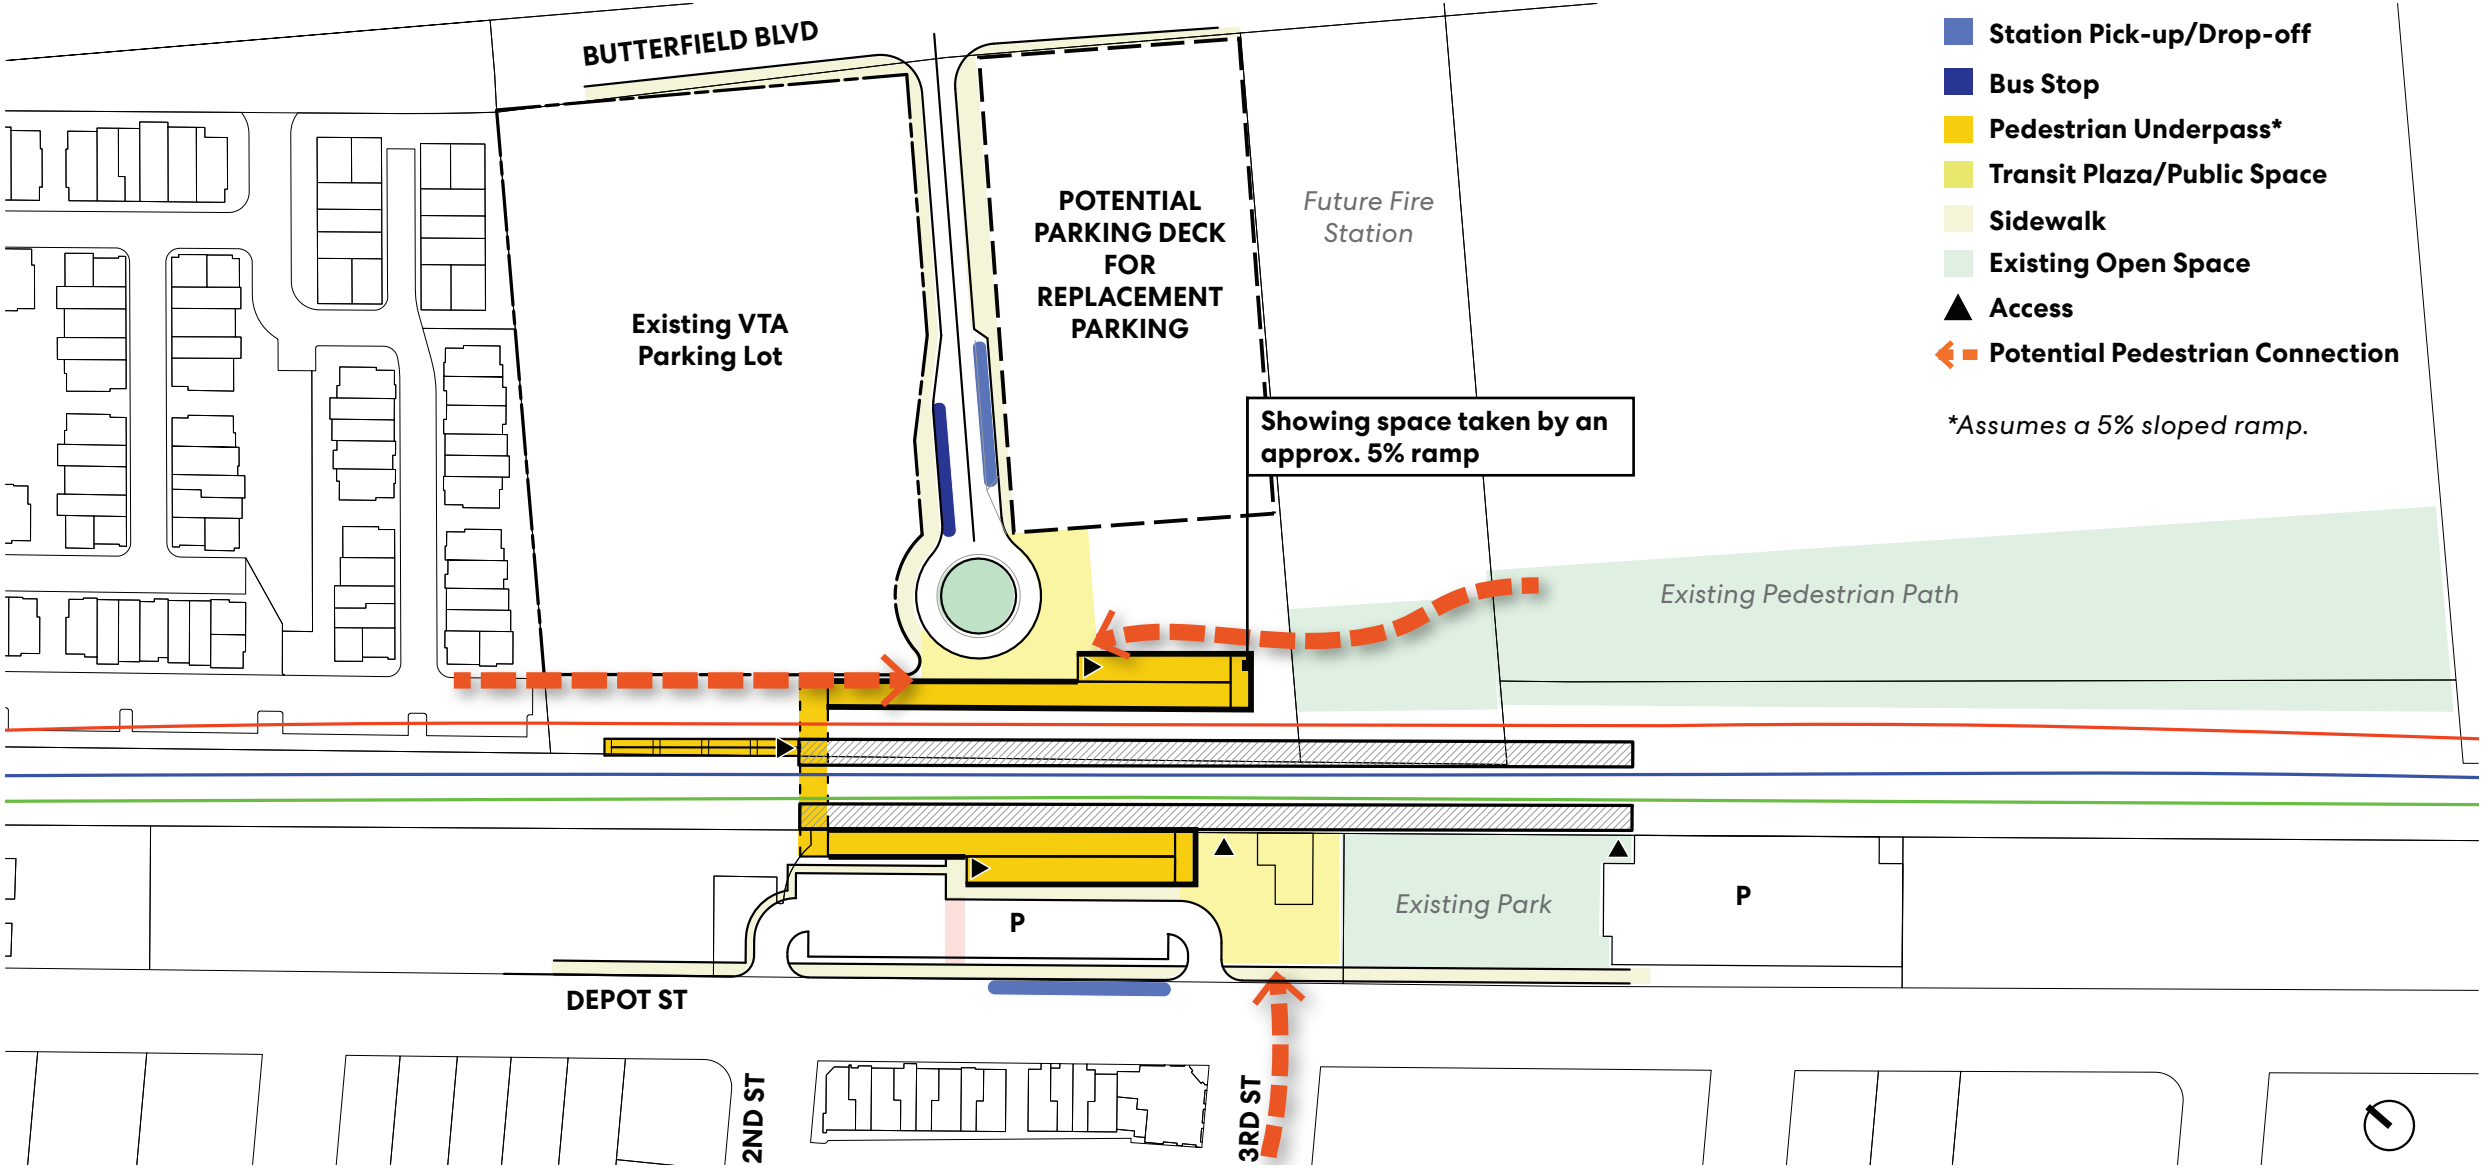 BUTTERFIELD BLVD
Station Pick-up/Drop-off
Bus Stop
Pedestrian Underpass*
Transit Plaza/Public Space
Sidewalk
Existing Open Space
Access
Potential Pedestrian Connection
*Assumes a 5% sloped ramp.
POTENTIAL
PARKING DECK
FOR
REPLACEMENT
PARKING
Future Fire
Station
Existing VTA
Parking Lot
Showing space taken by an
approx. 5% ramp
Existing Pedestrian Path
Existing Park
P
P
DEPOT ST
2ND ST
3RD ST